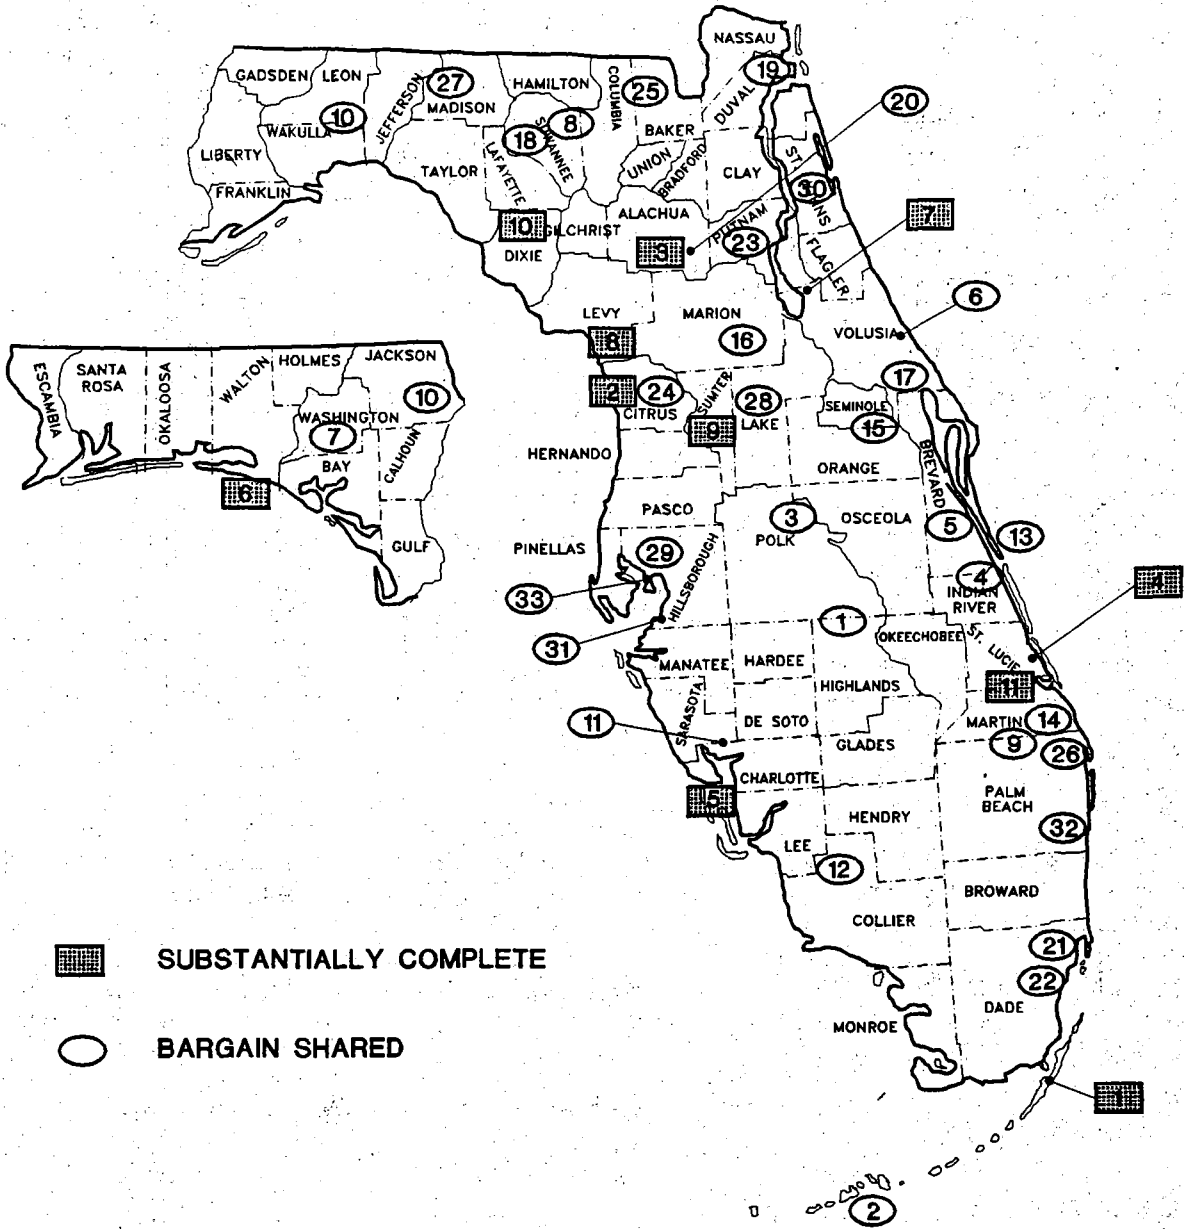 NASSAU
19
GADSDEN
LEON
JEFFERSON
27
MADISON
HAMILTON
COLUMBIA
25
DUVAL
20
10
WAKULLA
18
8
SUWANNEE
BAKER
LIBERTY
TAYLOR
LAFAYETTE
UNION
BRADFORD
CLAY
ST.
30
FRANKLIN
10
GILCHRIST
ALACHUA
PUTNAM
7
DIXIE
3
23
FLAGLER
6
LEVY
MARION
VOLUSIA
8
16
ESCAMBIA
SANTA
ROSA
OKALOOSA
WALTON
HOLMES
JACKSON
10
WASHINGTON
7
BAY
CALHOUN
6
GULF
2
24
CITRUS
SUMTER
28
LAKE
17
SEMINOLE
15
9
HERNANDO
ORANGE
BREVARD
PASCO
3
OSCEOLA
5
13
PINELLAS
29
HILLSBOROUGH
POLK
4
INDIAN
RIVER
4
33
31
1
OKEECHOBEE
ST. LUCIE
MANATEE
HARDEE
HIGHLANDS
11
SARASOTA
11
DE SOTO
MARTIN
14
GLADES
9
26
CHARLOTTE
5
PALM
BEACH
HENDRY
32
LEE
12
BROWARD
COLLIER
21
22
DADE
MONROE
1
2
SUBSTANTIALLY COMPLETE
BARGAIN SHARED